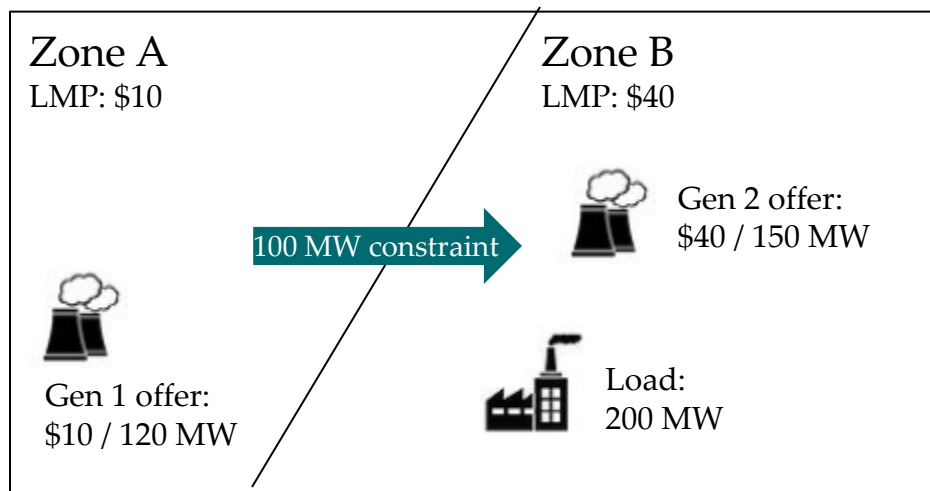 Zone A
LMP: $10
Zone B
LMP: $40
Gen 2 offer:
$40 / 150 MW
100 MW constraint
Gen 1 offer:
$10 / 120 MW
Load:
200 MW